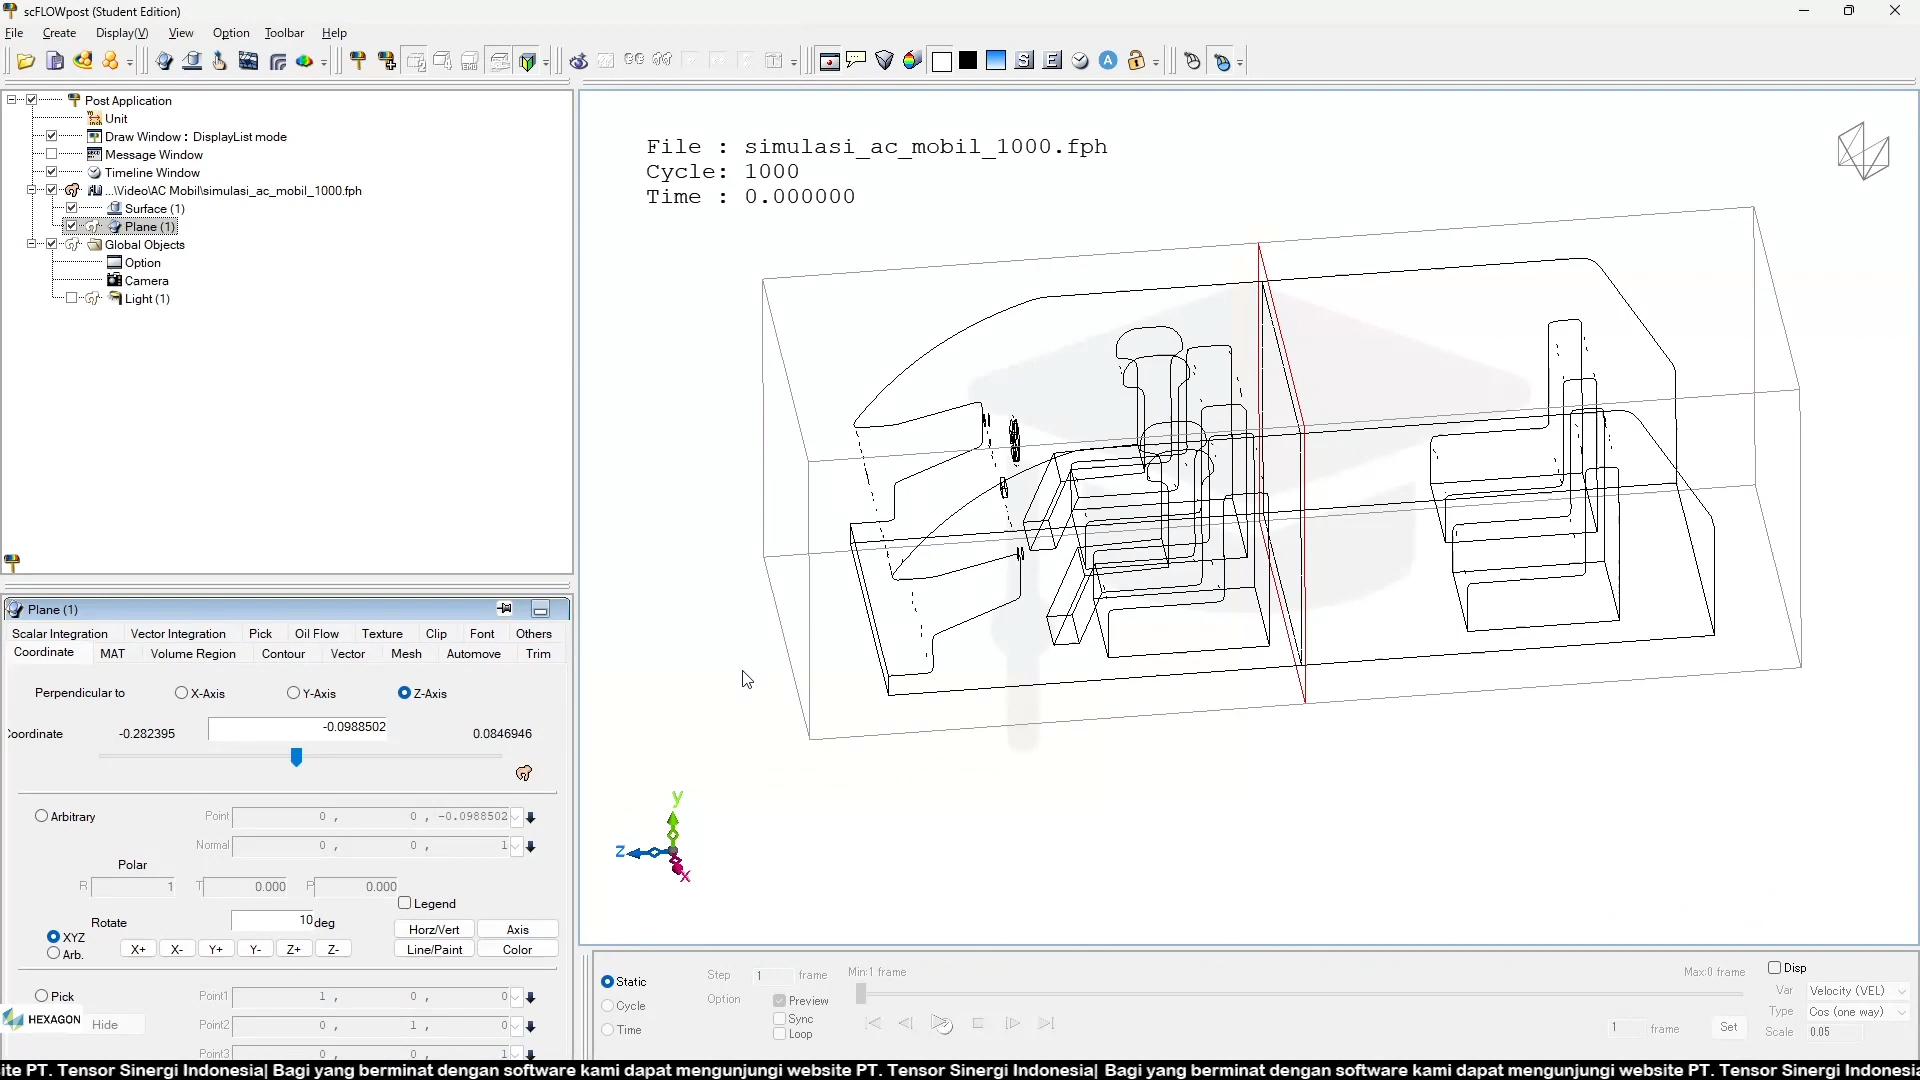 scFLOWpost (Student Edition)
File Create Display(V) View Option Toolbar Help
Post Application
Unit
Draw Window : DisplayList mode
Message Window
Timeline Window
...\Video\AC Mobil\simulasi_ac_mobil_1000.fph
Surface (1)
Plane (1)
Global Objects
Option
Camera
Light (1)
File : simulasi_ac_mobil_1000.fph
Cycle: 1000
Time : 0.000000
y
Z
x
Plane (1)
Scalar Integration Vector Integration Pick Oil Flow Texture Clip Font Others
Coordinate MAT Volume Region Contour Vector Mesh Automove Trim
Perpendicular to X-Axis Y-Axis Z-Axis
Coordinate -0.282395 -0.0988502 0.0846946
Arbitrary Point 0 , 0 , -0.0988502
Normal 0 , 0 , 1
Polar
R 1 T 0.000 P 0.000
Legend
Rotate 10 deg
Horz/Vert Axis
XYZ
X+ X- Y+ Y- Z+ Z- Line/Paint Color
Arb.
Pick Point1 1 , 0 , 0
Point2 0 , 1 , 0
Point3 0 , 0 , 1
HEXAGON Hide
Static Step 1 frame Min:1 frame Max:0 frame Disp
Option Preview Var Velocity (VEL)
Cycle Sync Type Cos (one way)
Time Loop 1 frame Set Scale 0.05
ite PT. Tensor Sinergi Indonesia| Bagi yang berminat dengan software kami dapat mengunjungi website PT. Tensor Sinergi Indonesia| Bagi yang berminat dengan software kami dapat mengunjungi website PT. Tensor Sinergi Indonesia